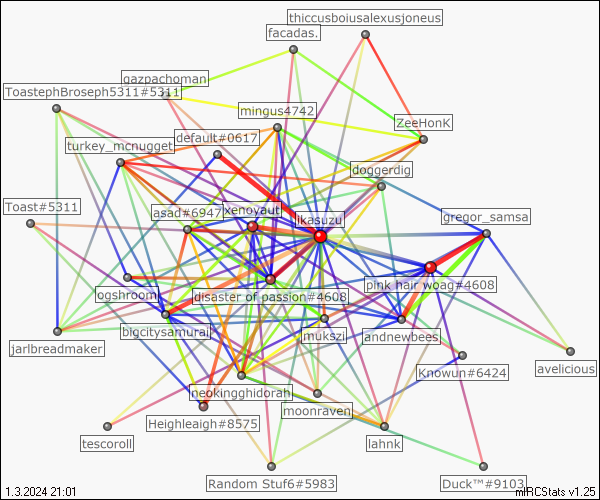 thiccusboiusalexusjoneus
facadas.
gazpachoman
ToastephBroseph5311#5311
mingus4742
ZeeHonK
default#0617
turkey_mcnugget
doggerdig
Toast#5311
asad#6947
xenoyaut
ikasuzu
gregor_samsa
pink hair woag#4608
ogshroom
disaster of passion#4608
bigcitysamurai
mukszi
andnewbees
jarlbreadmaker
avelicious
Knowun#6424
neokingghidorah
moonraven
Heighleaigh#8575
lahnk
tescoroll
Random Stuf6#5983
Duck™#9103
1.3.2024 21:01
mIRCStats v1.25